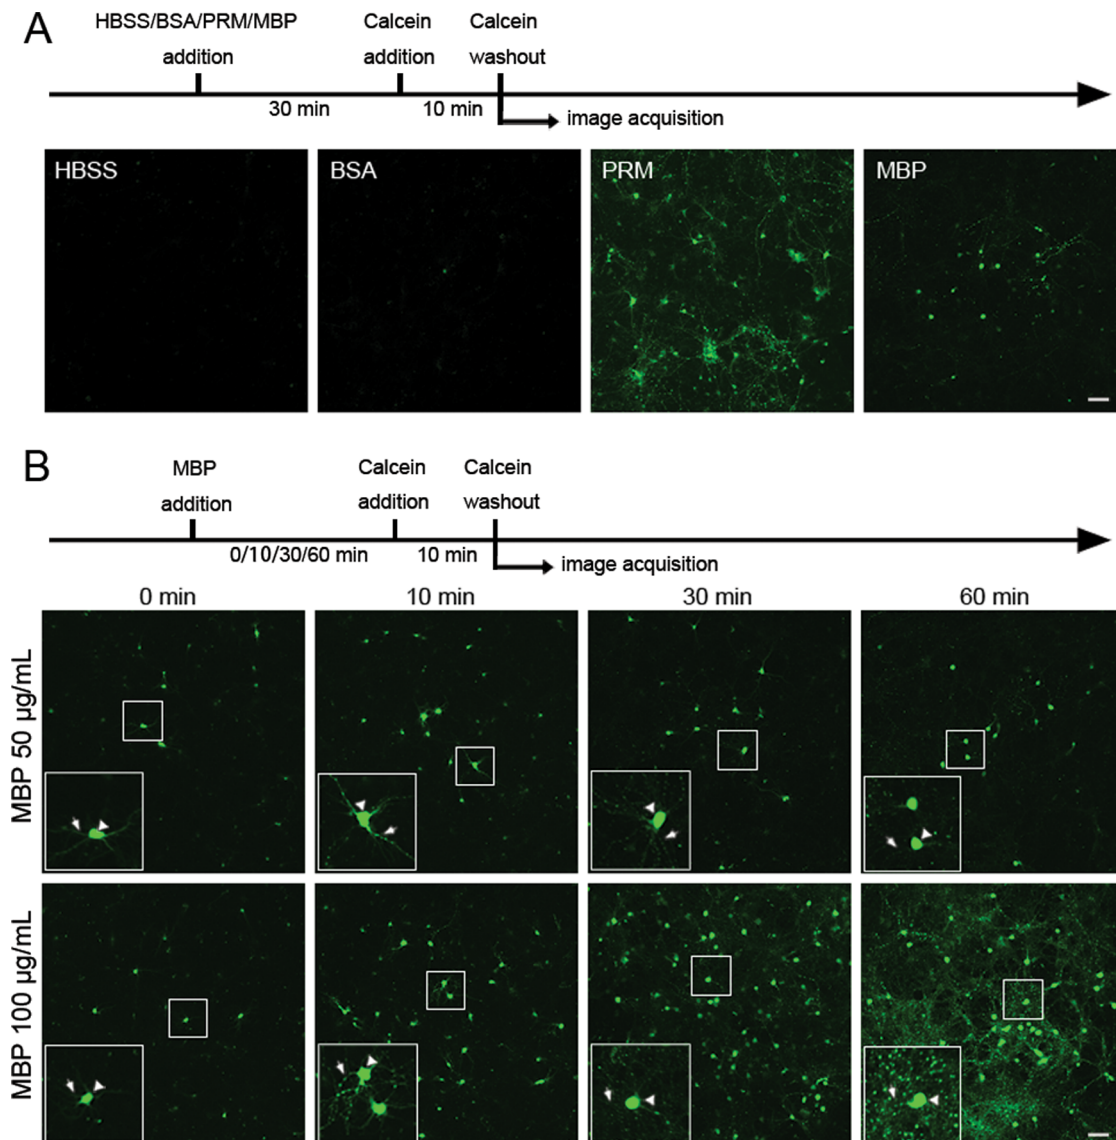 A
HBSS/BSA/PRM/MBP
addition
Calcein
addition
Calcein
washout
30 min
10 min
image acquisition
HBSS
BSA
PRM
MBP
B
MBP
addition
Calcein
addition
Calcein
washout
0/10/30/60 min
10 min
image acquisition
0 min
10 min
30 min
60 min
MBP 50 µg/mL
MBP 100 µg/mL